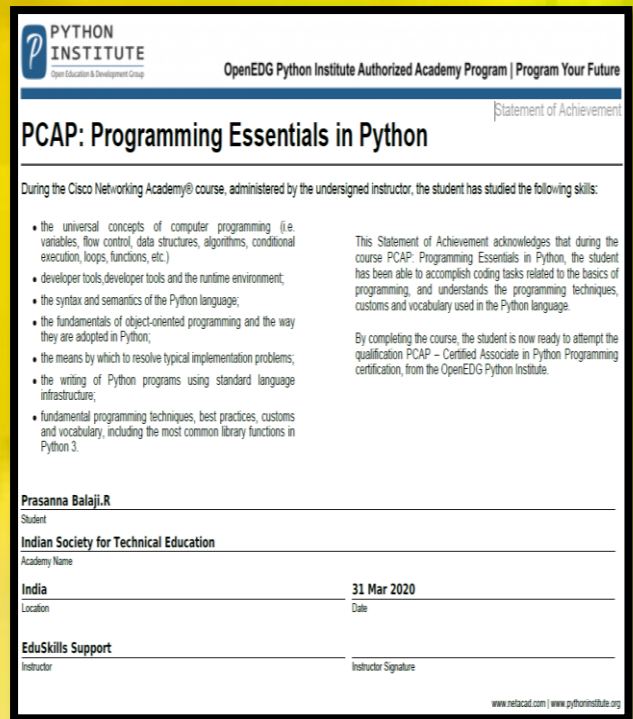 PYTHON
INSTITUTE
Open Education & Development Group
OpenEDG Python Institute Authorized Academy Program | Program Your Future
Statement of Achievement
PCAP: Programming Essentials in Python
During the Cisco Networking Academy® course, administered by the undersigned instructor, the student has studied the following skills:
• the universal concepts of computer programming (i.e.
variables, flow control, data structures, algorithms, conditional
execution, loops, functions, etc.)
• developer tools,developer tools and the runtime environment;
• the syntax and semantics of the Python language;
• the fundamentals of object-oriented programming and the way
they are adopted in Python;
• the means by which to resolve typical implementation problems;
• the writing of Python programs using standard language
infrastructure;
• fundamental programming techniques, best practices, customs
and vocabulary, including the most common library functions in
Python 3.
This Statement of Achievement acknowledges that during the
course PCAP: Programming Essentials in Python, the student
has been able to accomplish coding tasks related to the basics of
programming, and understands the programming techniques,
customs and vocabulary used in the Python language.
By completing the course, the student is now ready to attempt the
qualification PCAP – Certified Associate in Python Programming
certification, from the OpenEDG Python Institute.
Prasanna Balaji.R
Student
Indian Society for Technical Education
Academy Name
India
Location
31 Mar 2020
Date
EduSkills Support
Instructor
Instructor Signature
www.netacad.com | www.pythoninstitute.org